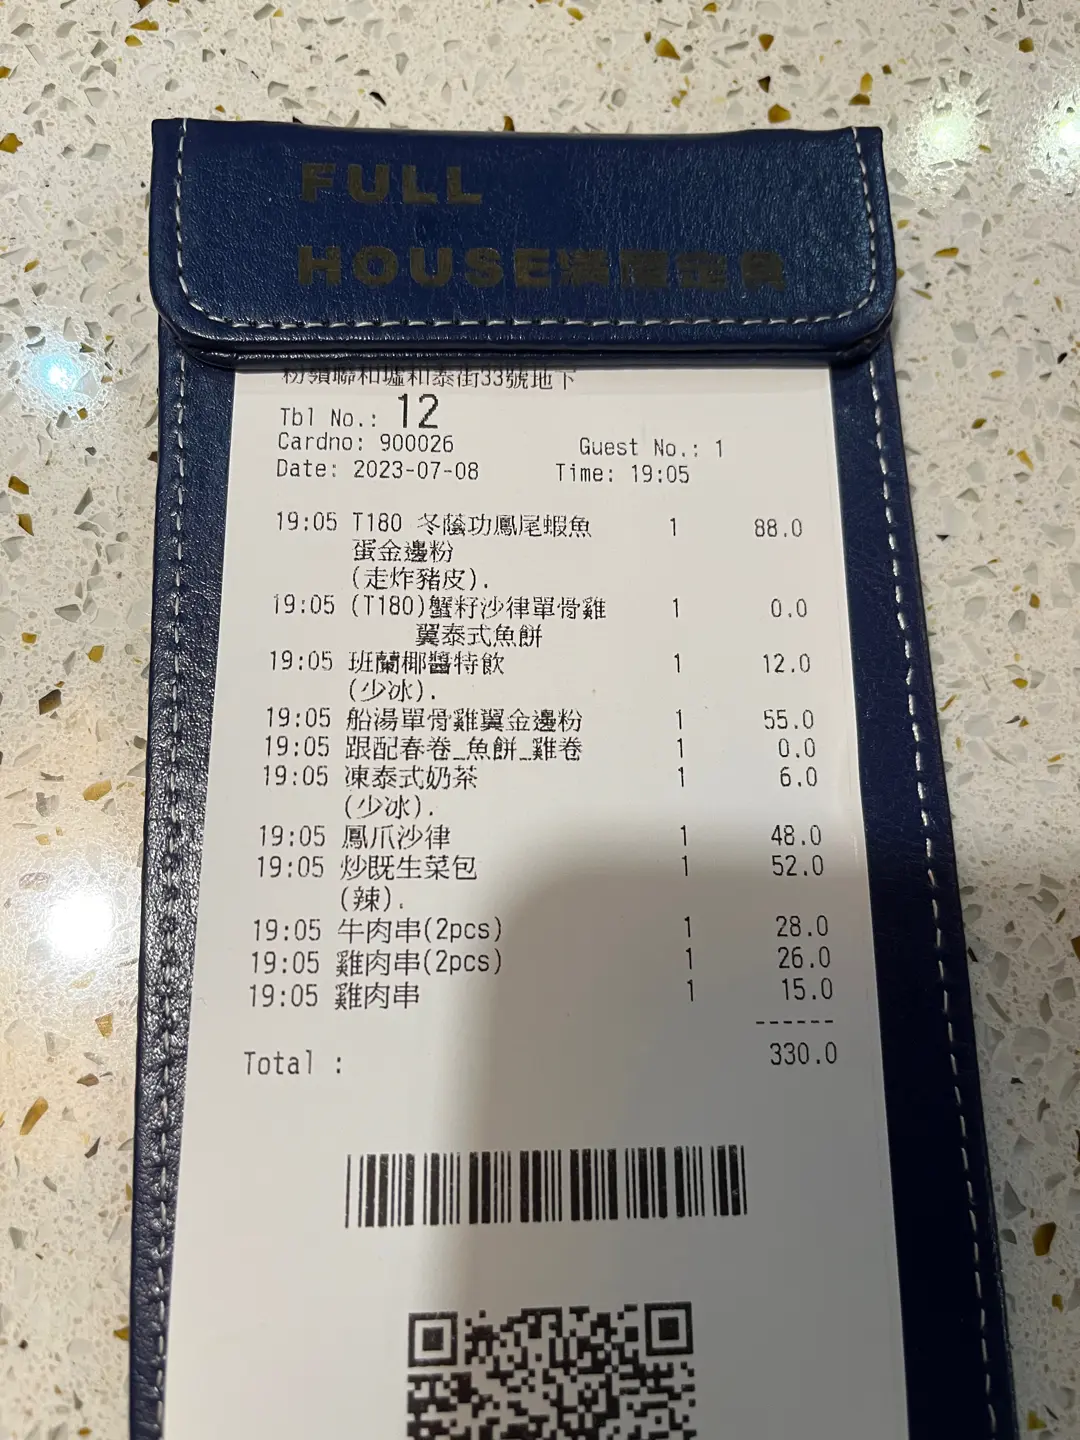 FULL
HOUSE滿屋泰具
粉嶺聯和墟和泰街33號地下
Tbl No.: 12
Cardno: 900026 Guest No.: 1
Date: 2023-07-08 Time: 19:05
19:05 T180 冬蔭功鳳尾蝦魚 1 88.0
蛋金邊粉
(走炸豬皮).
19:05 (T180)蟹籽沙律單骨雞 1 0.0
翼泰式魚餅
19:05 班蘭椰醬特飲 1 12.0
(少冰).
19:05 船湯單骨雞翼金邊粉 1 55.0
19:05 跟配春卷_魚餅_雞卷 1 0.0
19:05 凍泰式奶茶 1 6.0
(少冰).
19:05 鳳爪沙律 1 48.0
19:05 炒既生菜包 1 52.0
(辣).
19:05 牛肉串(2pcs) 1 28.0
19:05 雞肉串(2pcs) 1 26.0
19:05 雞肉串 1 15.0
------
Total : 330.0